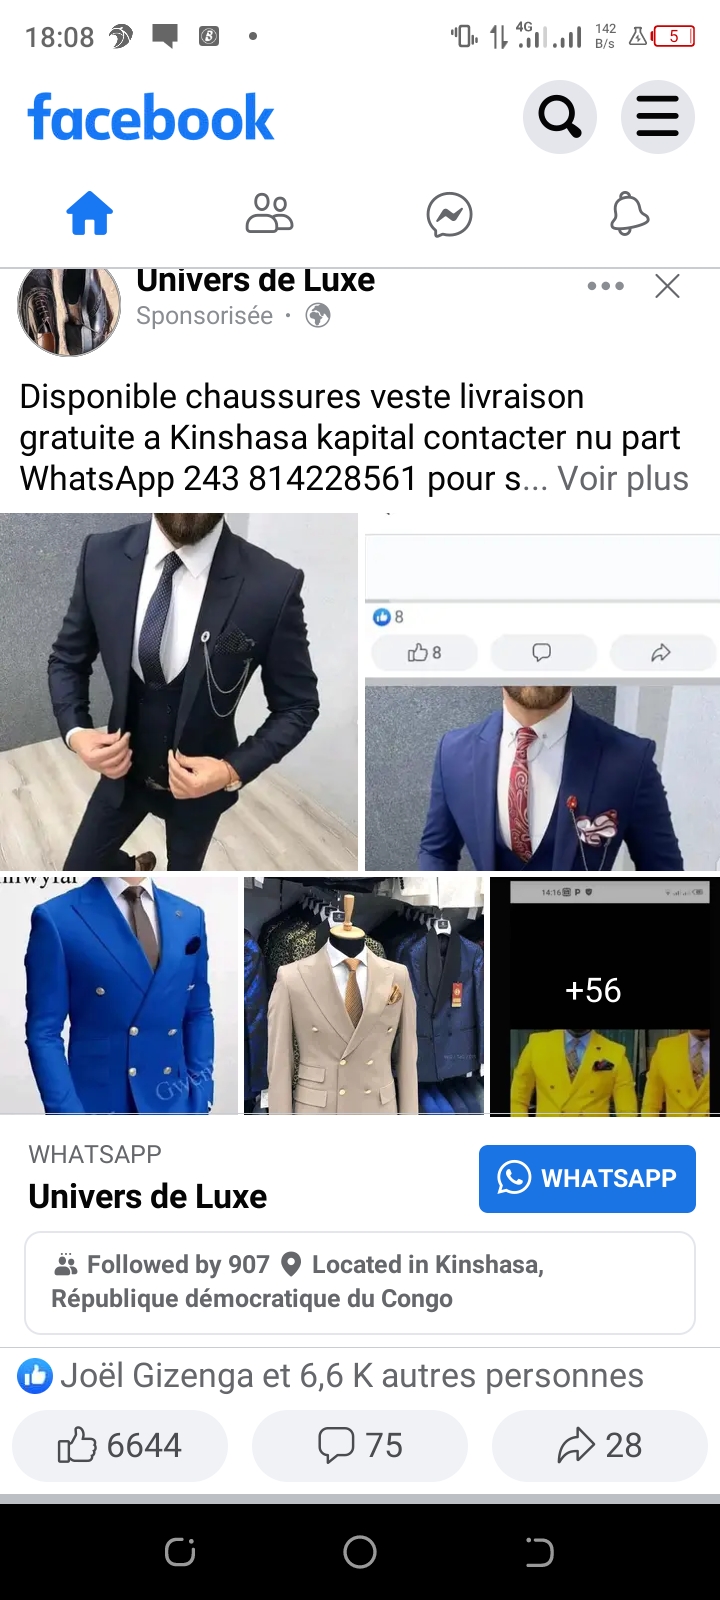 18:08 4G 142 B/s 5
facebook
Univers de Luxe
Sponsorisée ·
Disponible chaussures veste livraison
gratuite a Kinshasa kapital contacter nu part
WhatsApp 243 814228561 pour s... Voir plus
8
8
14:16 P
+56
WHATSAPP
Univers de Luxe
WHATSAPP
Followed by 907 Located in Kinshasa,
République démocratique du Congo
Joël Gizenga et 6,6 K autres personnes
6644 75 28